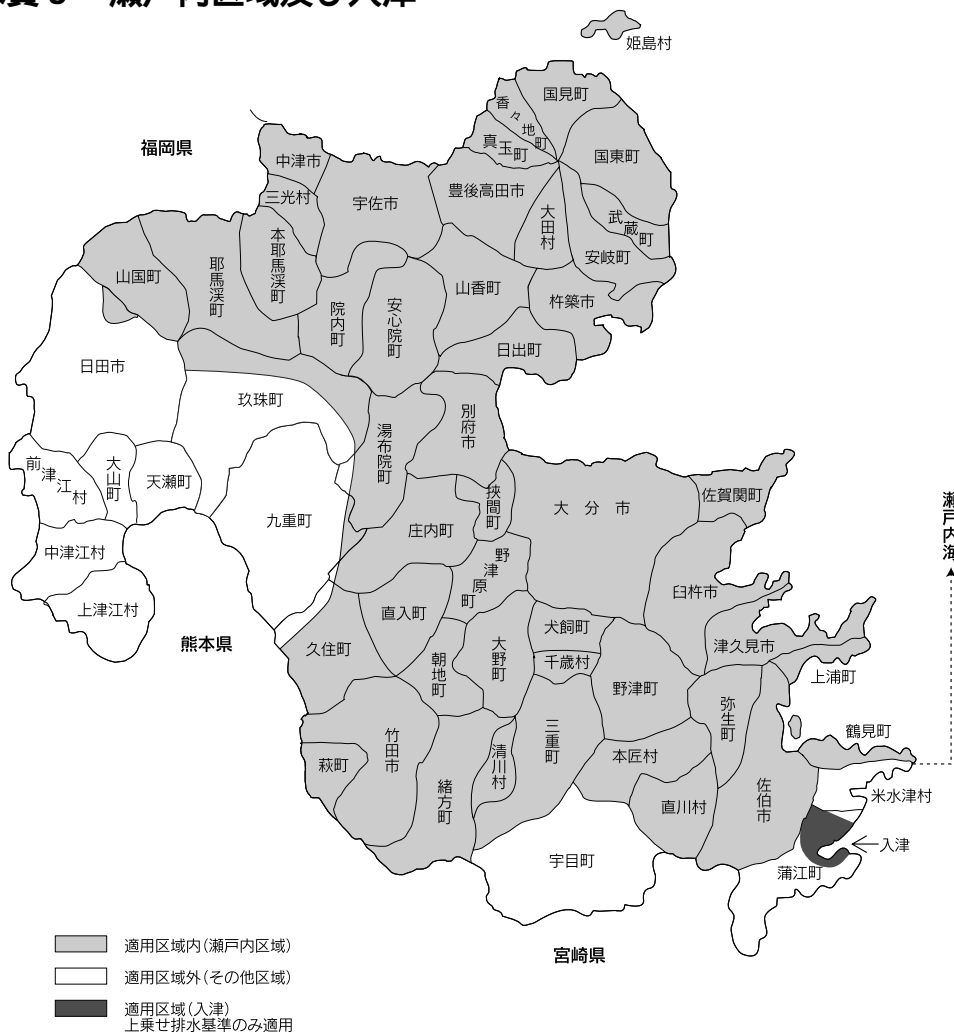 瀬戸内区域及び入津
姫島村
国見町
香々地町
真玉町
国東町
福岡県
中津市
三光村
宇佐市
豊後高田市
大田村
武蔵町
安岐町
本耶馬渓町
耶馬渓町
山国町
院内町
安心院町
山香町
杵築市
日出町
日田市
玖珠町
湯布院町
別府市
前津江村
大山町
天瀬町
九重町
庄内町
挾間町
大分市
佐賀関町
瀬戸内海
中津江村
上津江村
熊本県
野津原町
直入町
臼杵市
久住町
朝地町
大野町
犬飼町
千歳村
野津町
津久見市
上浦町
弥生町
鶴見町
竹田市
荻町
緒方町
清川村
三重町
本匠村
直川村
佐伯市
米水津村
入津
蒲江町
宇目町
宮崎県
適用区域内(瀬戸内区域)
適用区域外(その他区域)
適用区域(入津)
上乗せ排水基準のみ適用